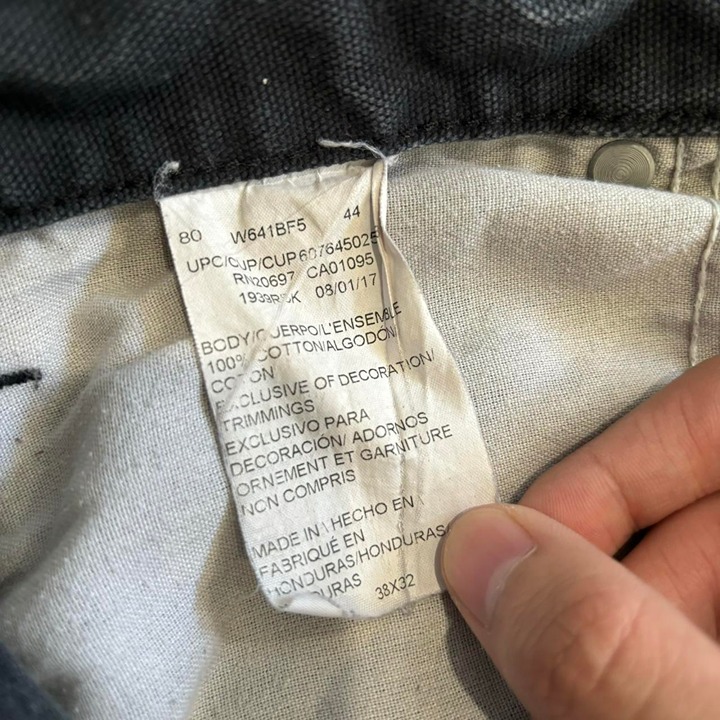 80 W641BF5 44
UPC/CUP/CUP 607645025
RN20697 CA01095
08/01/17
BODY/CUERPO/L'ENSEMBLE
100% COTTON/ALGODÓN/
COTON
EXCLUSIVE OF DECORATION/
TRIMMINGS
EXCLUSIVO PARA
DECORACIÓN/ ADORNOS
ORNEMENT ET GARNITURE
NON COMPRIS
MADE IN \ HECHO EN \
FABRIQUÉ EN
HONDURAS/HONDURAS
38X32